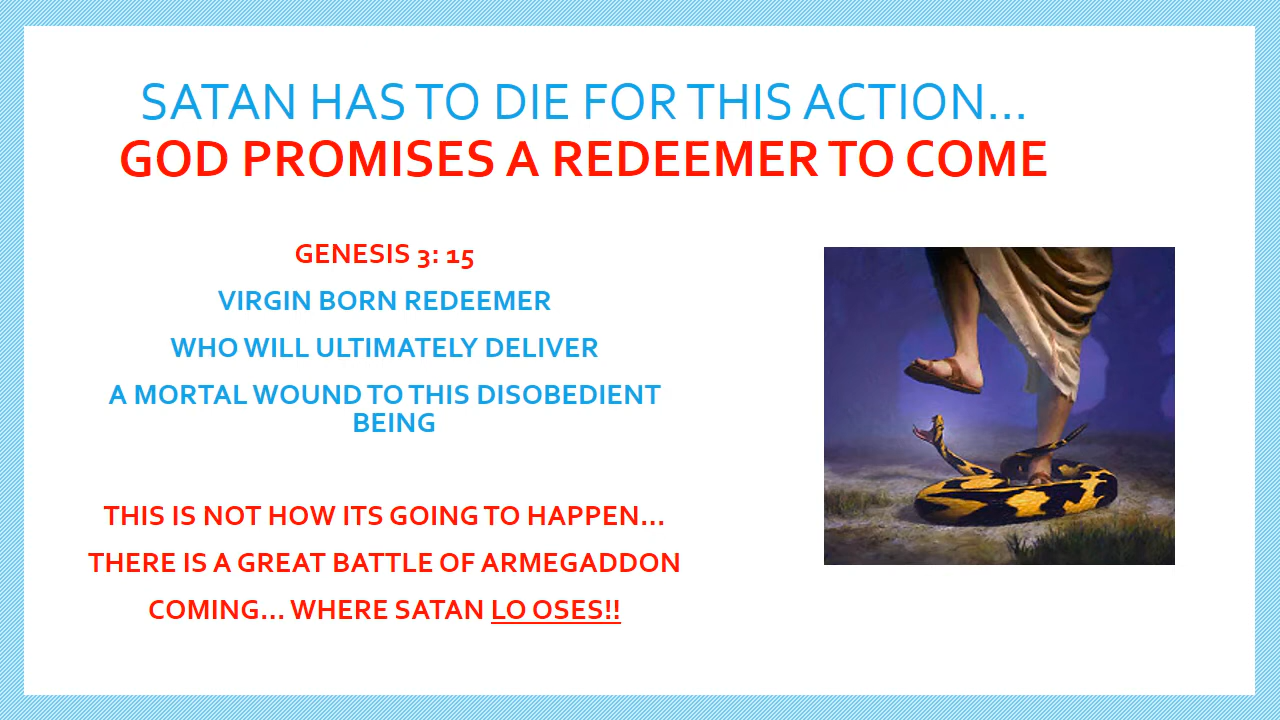 SATAN HAS TO DIE FOR THIS ACTION...
GOD PROMISES A REDEEMER TO COME
GENESIS 3: 15
VIRGIN BORN REDEEMER
WHO WILL ULTIMATELY DELIVER
A MORTAL WOUND TO THIS DISOBEDIENT
BEING
THIS IS NOT HOW ITS GOING TO HAPPEN...
THERE IS A GREAT BATTLE OF ARMEGADDON
COMING... WHERE SATAN LO OSES!!